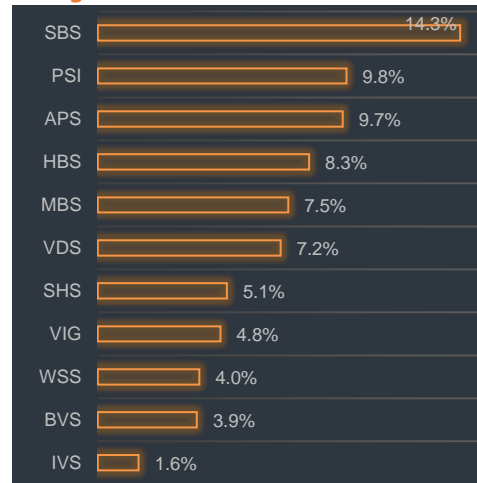 SBS 14.3%
PSI 9.8%
APS 9.7%
HBS 8.3%
MBS 7.5%
VDS 7.2%
SHS 5.1%
VIG 4.8%
WSS 4.0%
BVS 3.9%
IVS 1.6%